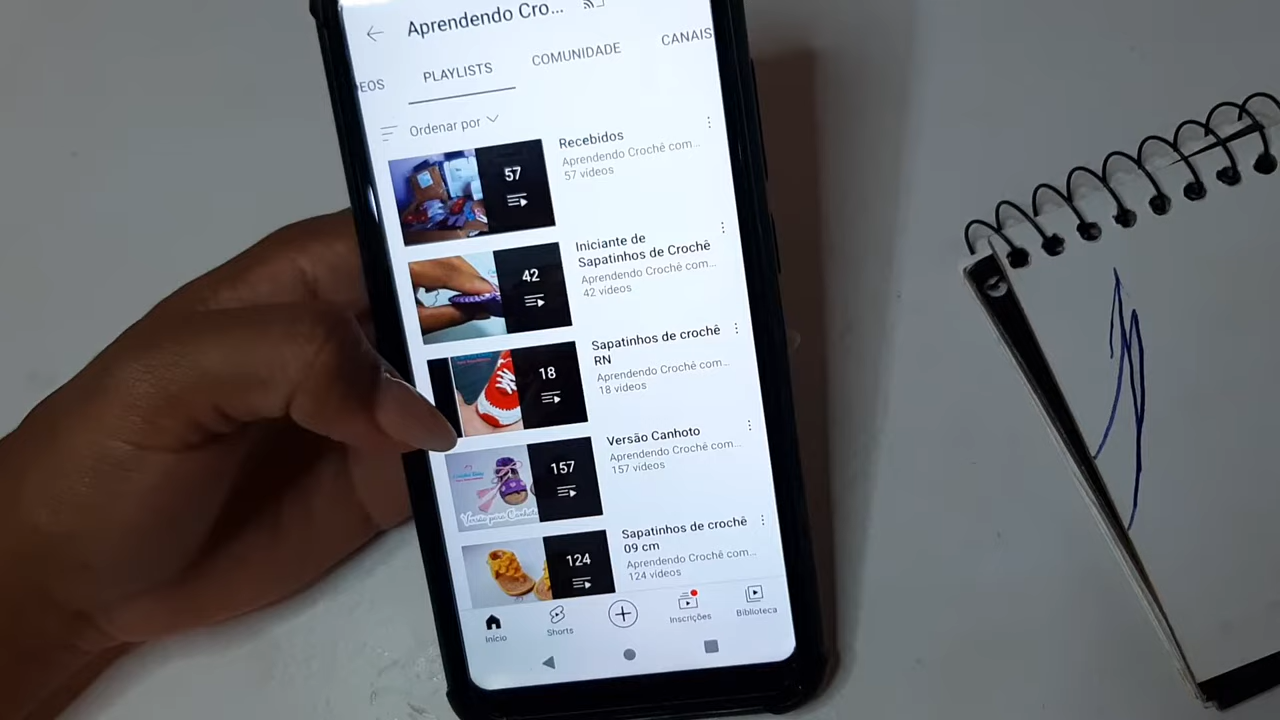 Aprendendo Cro...
EOS PLAYLISTS COMUNIDADE CANAIS
Ordenar por
57
Recebidos
Aprendendo Crochê com...
57 vídeos
42
Iniciante de
Sapatinhos de Crochê
Aprendendo Crochê com...
42 vídeos
18
Sapatinhos de crochê
RN
Aprendendo Crochê com...
18 vídeos
157
Versão para Canhoto
Versão Canhoto
Aprendendo Crochê com...
157 vídeos
124
Sapatinhos de crochê
09 cm
Aprendendo Crochê com...
124 vídeos
Início Shorts Inscrições Biblioteca